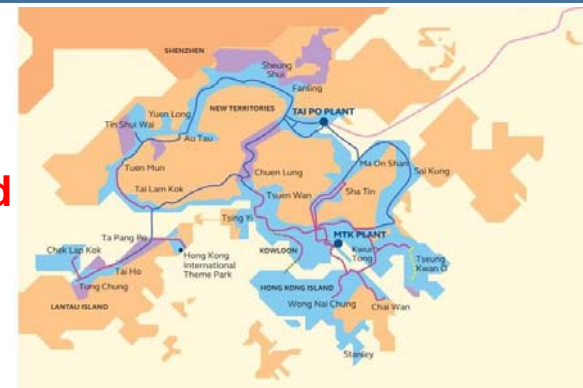 SHENZHEN
Sheung
Shui
Fanling
NEW TERRITORIES
TAI PO PLANT
Yuen Long
Tin Shui Wai
Au Tau
Tuen Mun
Tai Lam Kok
Chuen Lung
Tsuen Wan
Ma On Shan
Sai Kung
Sha Tin
Tsing Yi
MTK PLANT
Ta Pang Po
Chek Lap Kok
Hong Kong
International
Theme Park
KOWLOON
Kwun
Tong
Tseung
Kwan O
Tai Ho
Tung Chung
LANTAU ISLAND
HONG KONG ISLAND
Wong Nai Chung
Chai Wan
Stanley
d